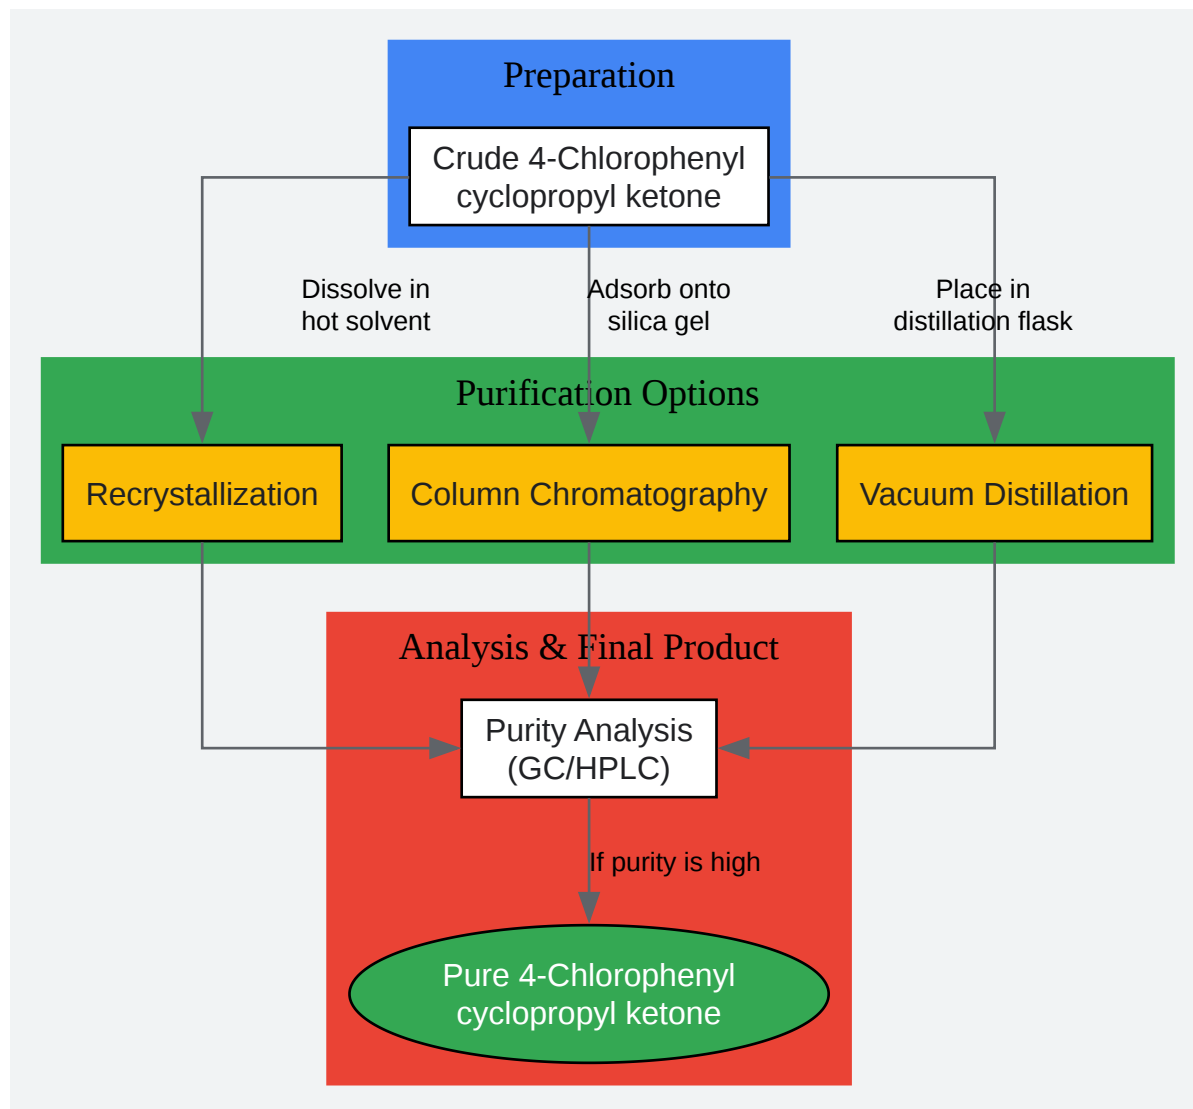 Preparation
Crude 4-Chlorophenyl
cyclopropyl ketone
Dissolve in
hot solvent
Adsorb onto
silica gel
Place in
distillation flask
Purification Options
Recrystallization
Column Chromatography
Vacuum Distillation
Analysis & Final Product
Purity Analysis
(GC/HPLC)
If purity is high
Pure 4-Chlorophenyl
cyclopropyl ketone